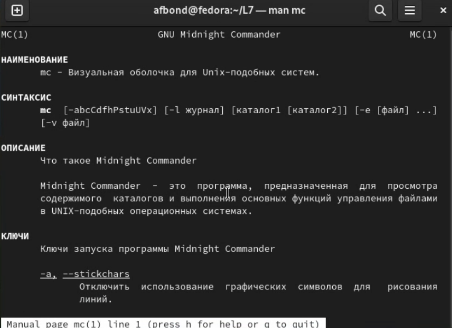 afbond@fedora:~/L7 — man mc
MC(1) GNU Midnight Commander MC(1)
НАИМЕНОВАНИЕ
mc - Визуальная оболочка для Unix-подобных систем.
СИНТАКСИС
mc [-abcCdfhPstuUVx] [-l журнал] [каталог1 [каталог2]] [-e [файл] ...]
[-v файл]
ОПИСАНИЕ
Что такое Midnight Commander
Midnight Commander - это программа, предназначенная для просмотра
содержимого каталогов и выполнения основных функций управления файлами
в UNIX-подобных операционных системах.
КЛЮЧИ
Ключи запуска программы Midnight Commander
-a, --stickchars
Отключить использование графических символов для рисования
линий.
Manual page mc(1) line 1 (press h for help or q to quit)